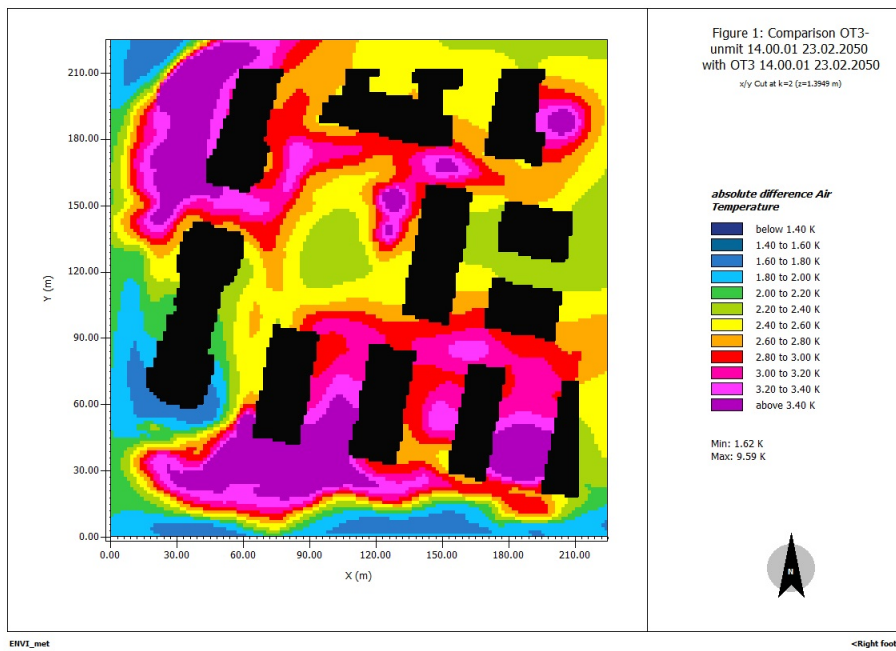 Figure 1: Comparison OT3-
unmit 14.00.01 23.02.2050
with OT3 14.00.01 23.02.2050
x/y Cut at k=2 (z=1.3949 m)
210.00
180.00
150.00
120.00
90.00
60.00
30.00
0.00
Y (m)
0.00 30.00 60.00 90.00 120.00 150.00 180.00 210.00
X (m)
absolute difference Air
Temperature
below 1.40 K
1.40 to 1.60 K
1.60 to 1.80 K
1.80 to 2.00 K
2.00 to 2.20 K
2.20 to 2.40 K
2.40 to 2.60 K
2.60 to 2.80 K
2.80 to 3.00 K
3.00 to 3.20 K
3.20 to 3.40 K
above 3.40 K
Min: 1.62 K
Max: 9.59 K
N
ENVI_met
<Right foot